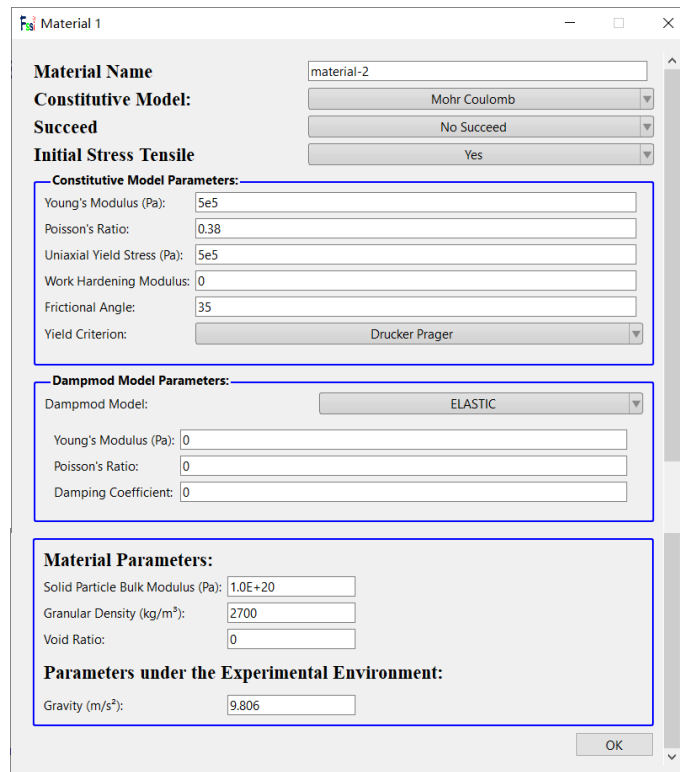 Fssi Material 1
Material Name material-2
Constitutive Model: Mohr Coulomb
Succeed No Succeed
Initial Stress Tensile Yes
Constitutive Model Parameters:
Young's Modulus (Pa): 5e5
Poisson's Ratio: 0.38
Uniaxial Yield Stress (Pa): 5e5
Work Hardening Modulus: 0
Frictional Angle: 35
Yield Criterion: Drucker Prager
Dampmod Model Parameters:
Dampmod Model: ELASTIC
Young's Modulus (Pa): 0
Poisson's Ratio: 0
Damping Coefficient: 0
Material Parameters:
Solid Particle Bulk Modulus (Pa): 1.0E+20
Granular Density (kg/m³): 2700
Void Ratio: 0
Parameters under the Experimental Environment:
Gravity (m/s²): 9.806
OK